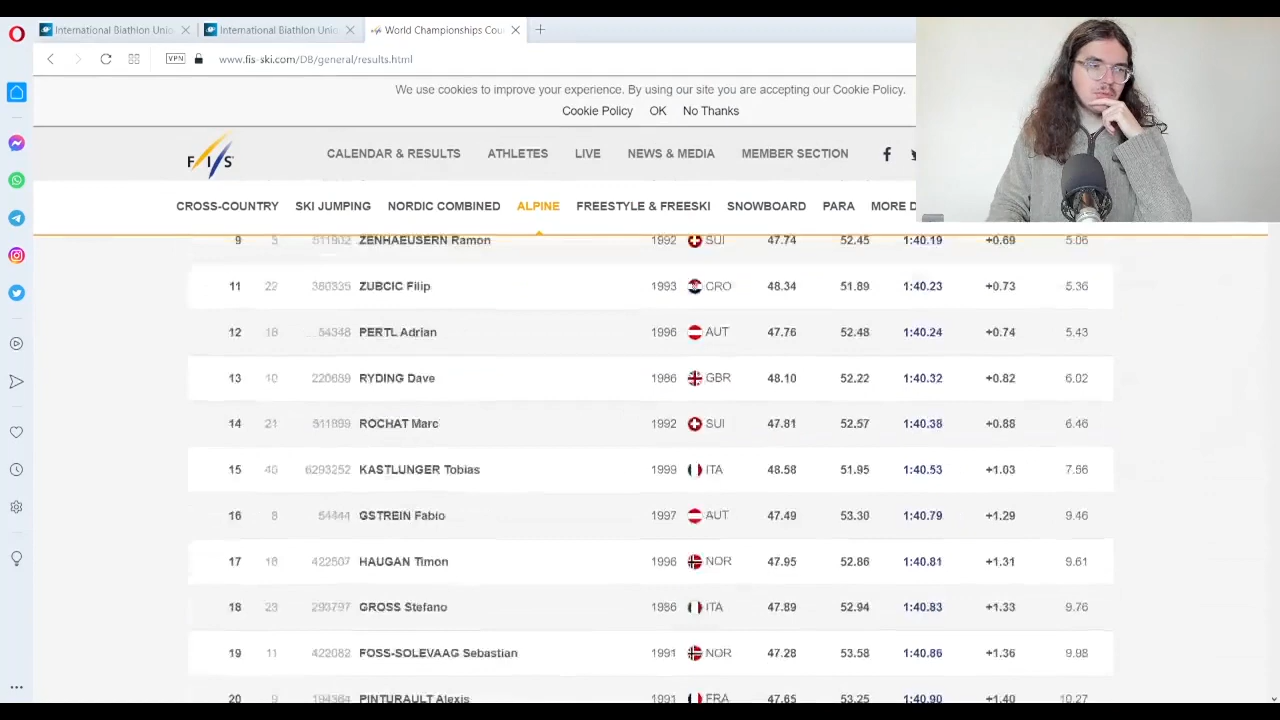 International Biathlon Unio
International Biathlon Unio
World Championships Cou
VPN
www.fis-ski.com/DB/general/results.html
We use cookies to improve your experience. By using our site you are accepting our Cookie Policy.
Cookie Policy OK No Thanks
FIS
CALENDAR & RESULTS ATHLETES LIVE NEWS & MEDIA MEMBER SECTION
CROSS-COUNTRY SKI JUMPING NORDIC COMBINED ALPINE FREESTYLE & FREESKI SNOWBOARD PARA MORE D
9 5 511902 ZENHAEUSERN Ramon 1992 SUI 47.74 52.45 1:40.19 +0.69 5.06
11 22 380335 ZUBCIC Filip 1993 CRO 48.34 51.89 1:40.23 +0.73 5.36
12 18 54348 PERTL Adrian 1996 AUT 47.76 52.48 1:40.24 +0.74 5.43
13 10 220689 RYDING Dave 1986 GBR 48.10 52.22 1:40.32 +0.82 6.02
14 21 511899 ROCHAT Marc 1992 SUI 47.81 52.57 1:40.38 +0.88 6.46
15 40 6293252 KASTLUNGER Tobias 1999 ITA 48.58 51.95 1:40.53 +1.03 7.56
16 8 54444 GSTREIN Fabio 1997 AUT 47.49 53.30 1:40.79 +1.29 9.46
17 16 422507 HAUGAN Timon 1996 NOR 47.95 52.86 1:40.81 +1.31 9.61
18 23 293797 GROSS Stefano 1986 ITA 47.89 52.94 1:40.83 +1.33 9.76
19 11 422082 FOSS-SOLEVAAG Sebastian 1991 NOR 47.28 53.58 1:40.86 +1.36 9.98
20 9 194364 PINTURAULT Alexis 1991 FRA 47.65 53.25 1:40.90 +1.40 10.27